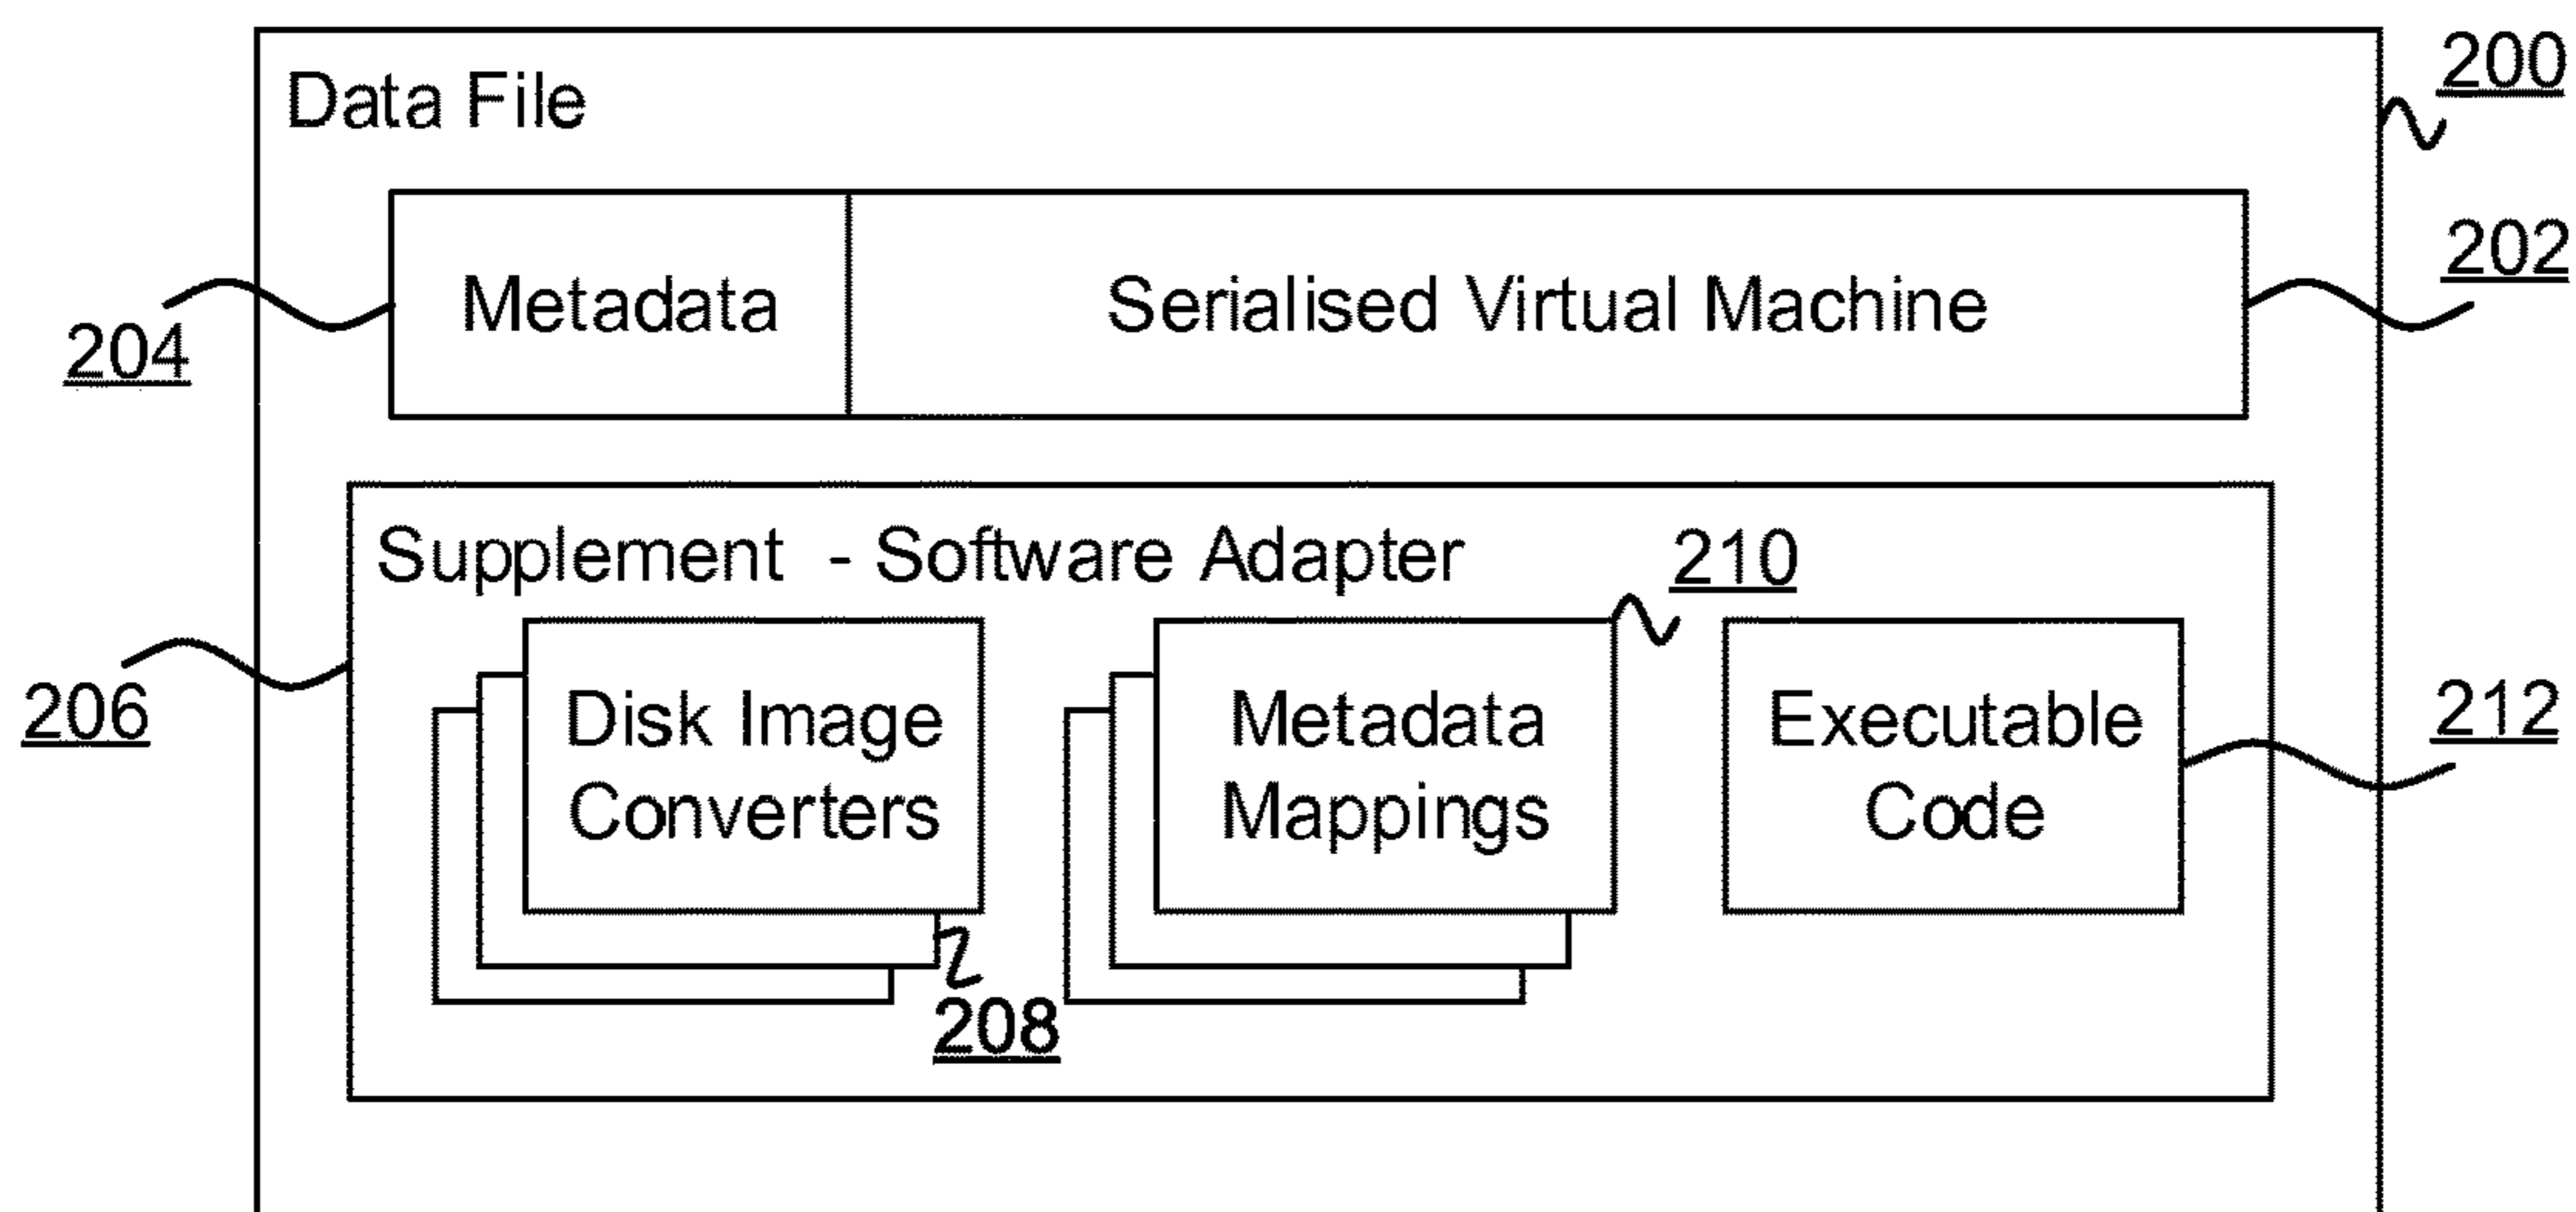 Data File
200
Metadata
Serialised Virtual Machine
202
204
Supplement - Software Adapter
210
Disk Image
Converters
Metadata
Mappings
Executable
Code
206
212
208